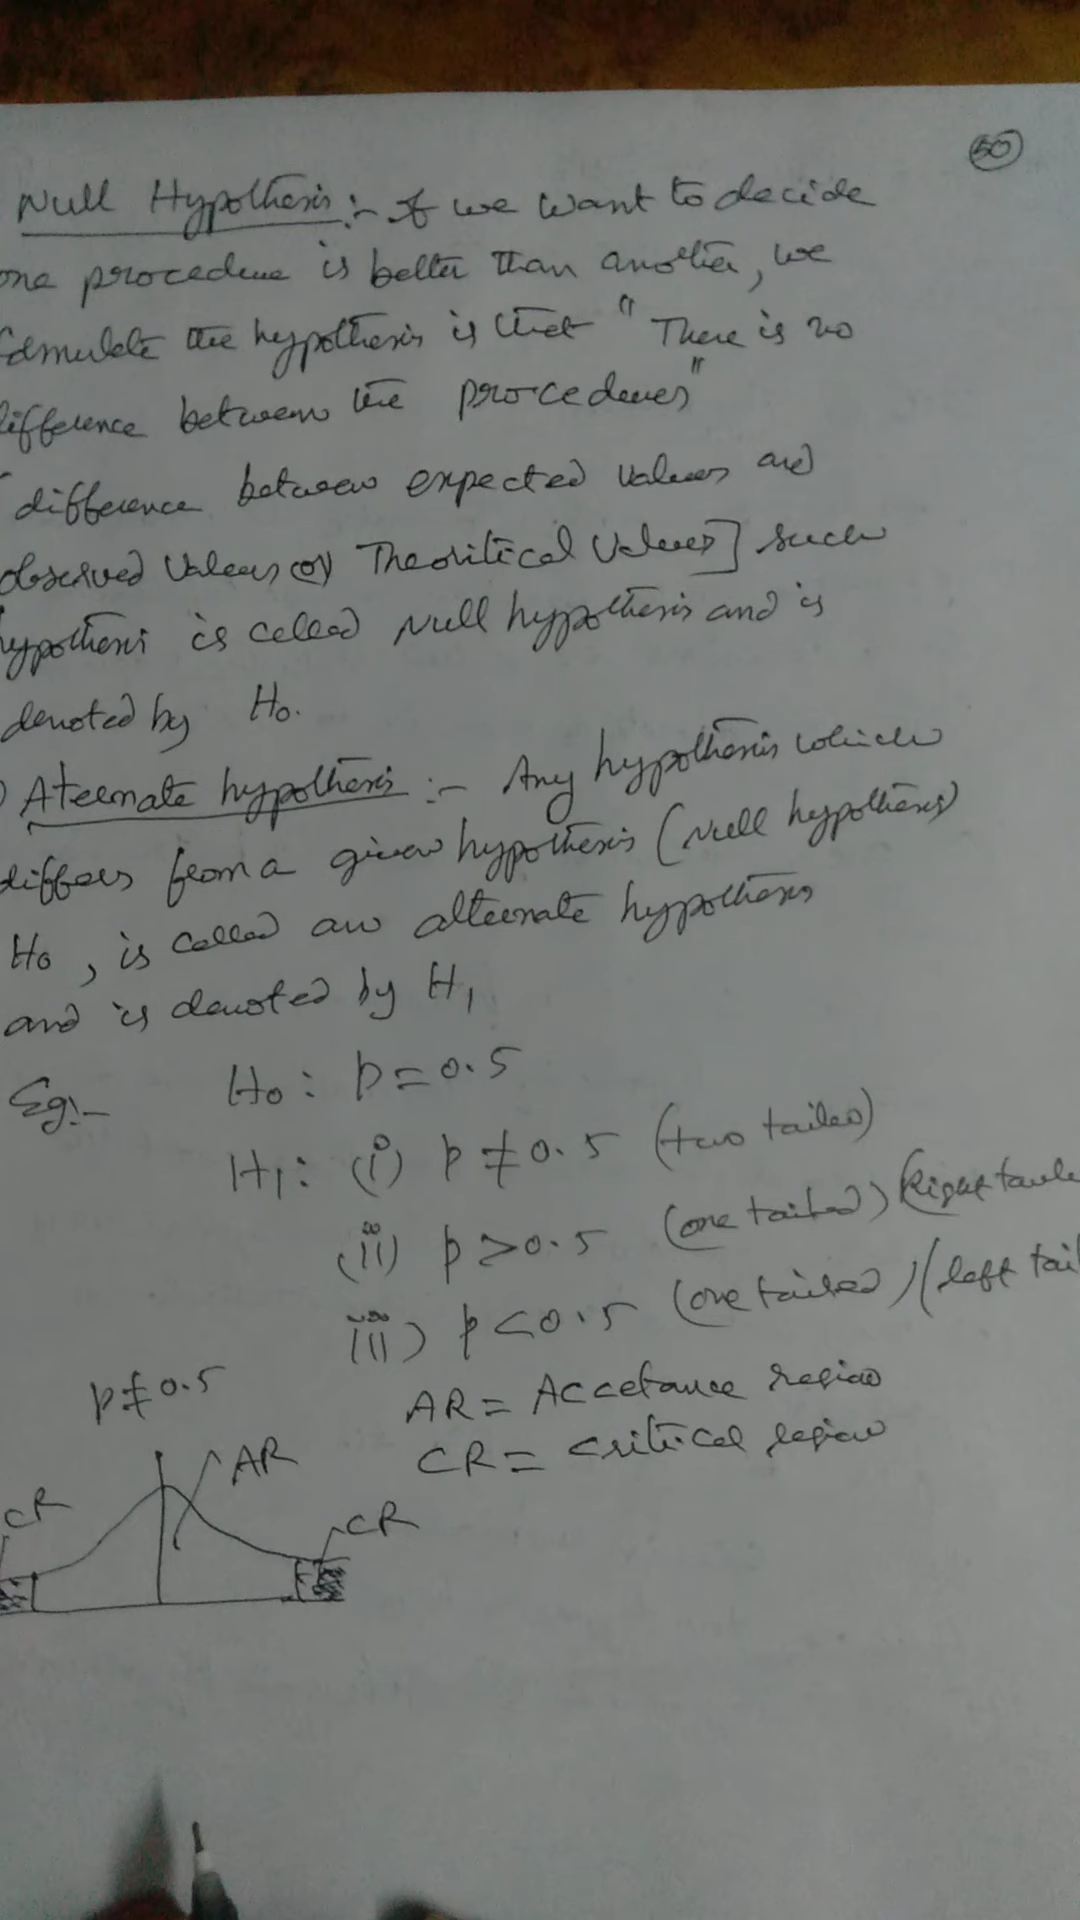 50
Null Hypothesis :- If we want to decide
one procedure is better than another, we
formulate the hypothesis is that " There is no
difference between the procedures"
difference between expected values and
observed values (or) Theoritical values] such
hypothesis is called Null hypothesis and is
denoted by H0.
) Aternate hypothesis :- Any hypothesis which
differs from a given hypothesis (Null hypothesis)
H0, is called an alternate hypothesis
and is denoted by H1
Eg:- H0 : p = 0.5
H1 : (i) p ≠ 0.5 (two tailed)
(ii) p > 0.5 (one tailed) (Right taile
iii) p < 0.5 (one tailed) (left tai
p ≠ 0.5
AR = Accetance region
CR = critical region
AR
CR
CR